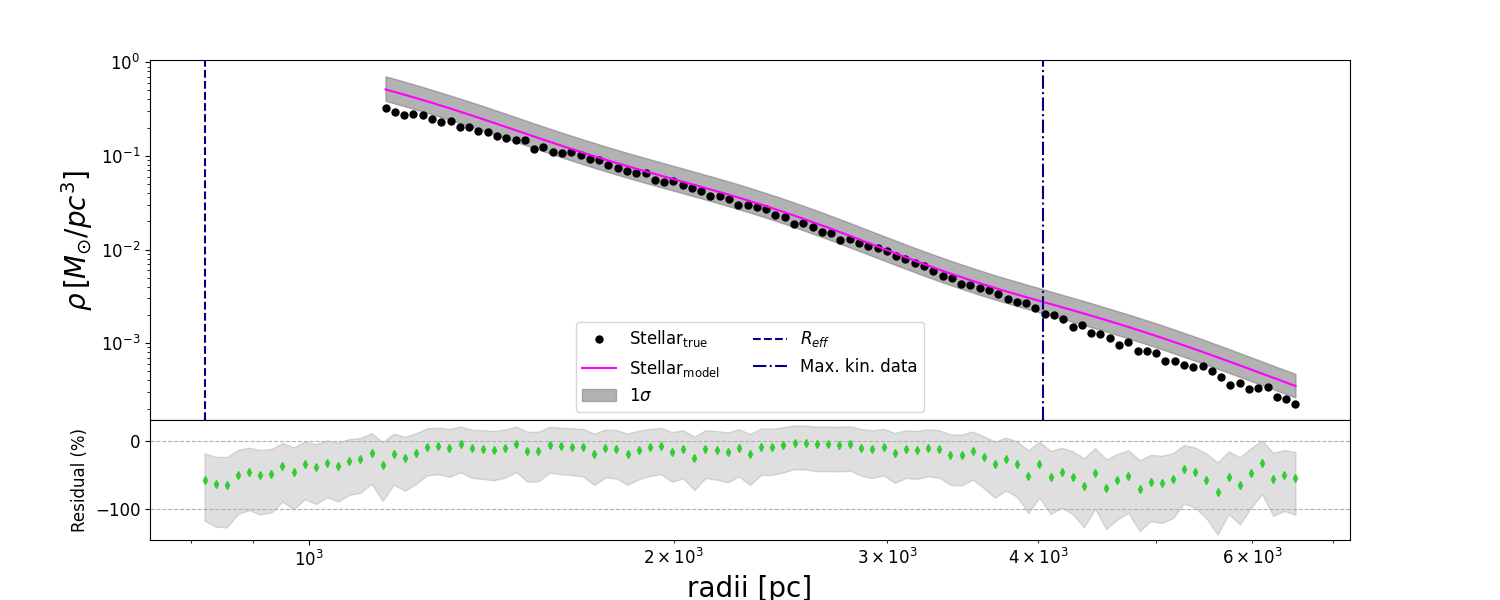 10⁰
10⁻¹
10⁻²
10⁻³
ρ [M⊙/pc³]
Stellar_true
Stellar_model
1σ
R_eff
Max. kin. data
0
−100
Residual (%)
10³
2 × 10³
3 × 10³
4 × 10³
6 × 10³
radii [pc]